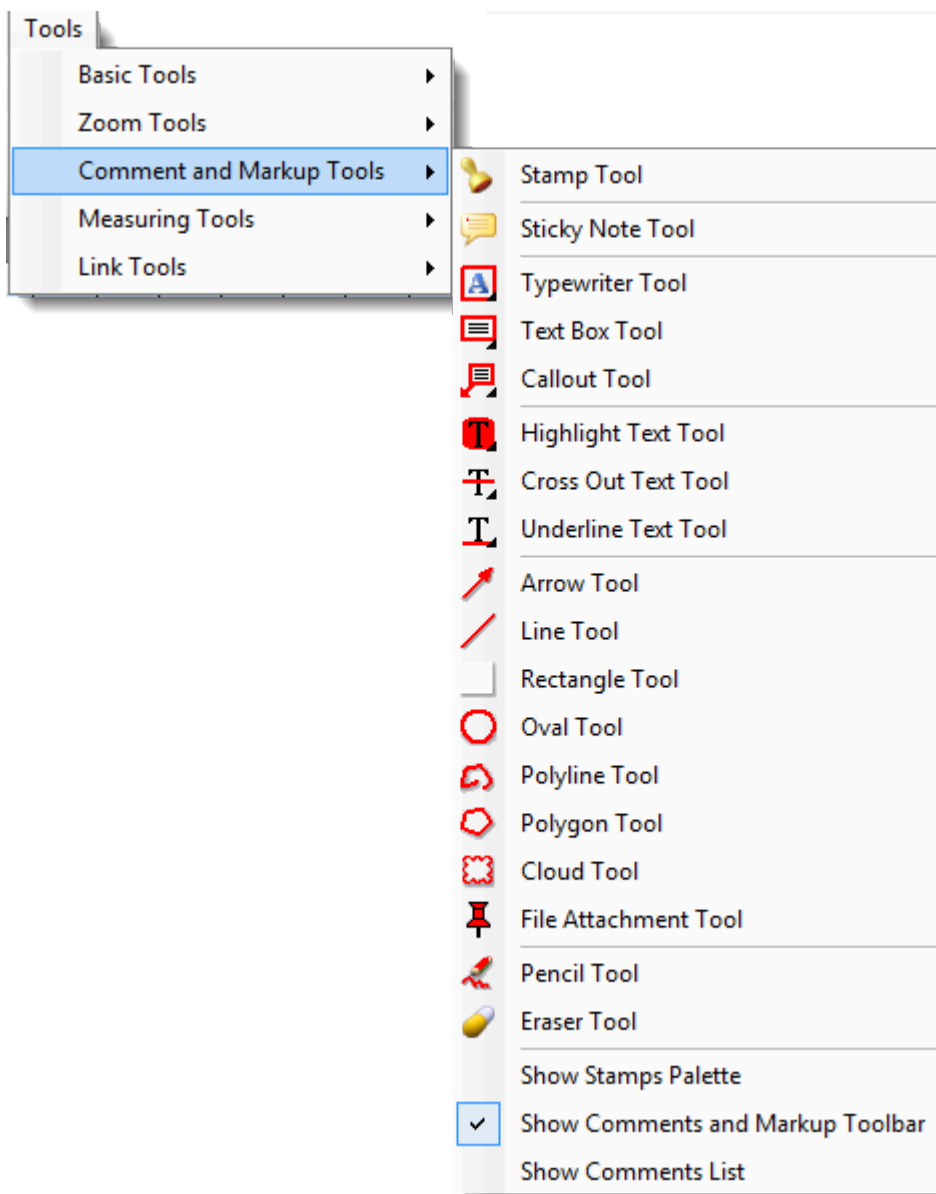 Tools
Basic Tools
Zoom Tools
Comment and Markup Tools
Measuring Tools
Link Tools
Stamp Tool
Sticky Note Tool
Typewriter Tool
Text Box Tool
Callout Tool
Highlight Text Tool
Cross Out Text Tool
Underline Text Tool
Arrow Tool
Line Tool
Rectangle Tool
Oval Tool
Polyline Tool
Polygon Tool
Cloud Tool
File Attachment Tool
Pencil Tool
Eraser Tool
Show Stamps Palette
Show Comments and Markup Toolbar
Show Comments List